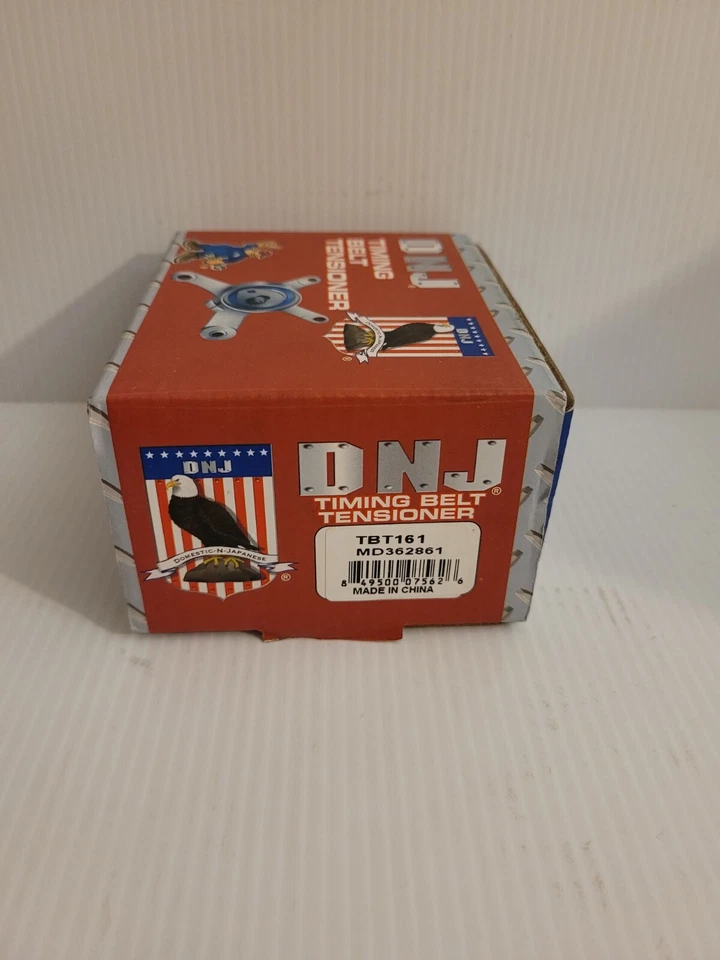 DNJ®
TIMING
BELT
TENSIONER
DNJ
®
DNJ
DOMESTIC-N-JAPANESE
®
DNJ®
TIMING BELT
TENSIONER
TBT161
MD362861
8 49500 07562 6
MADE IN CHINA